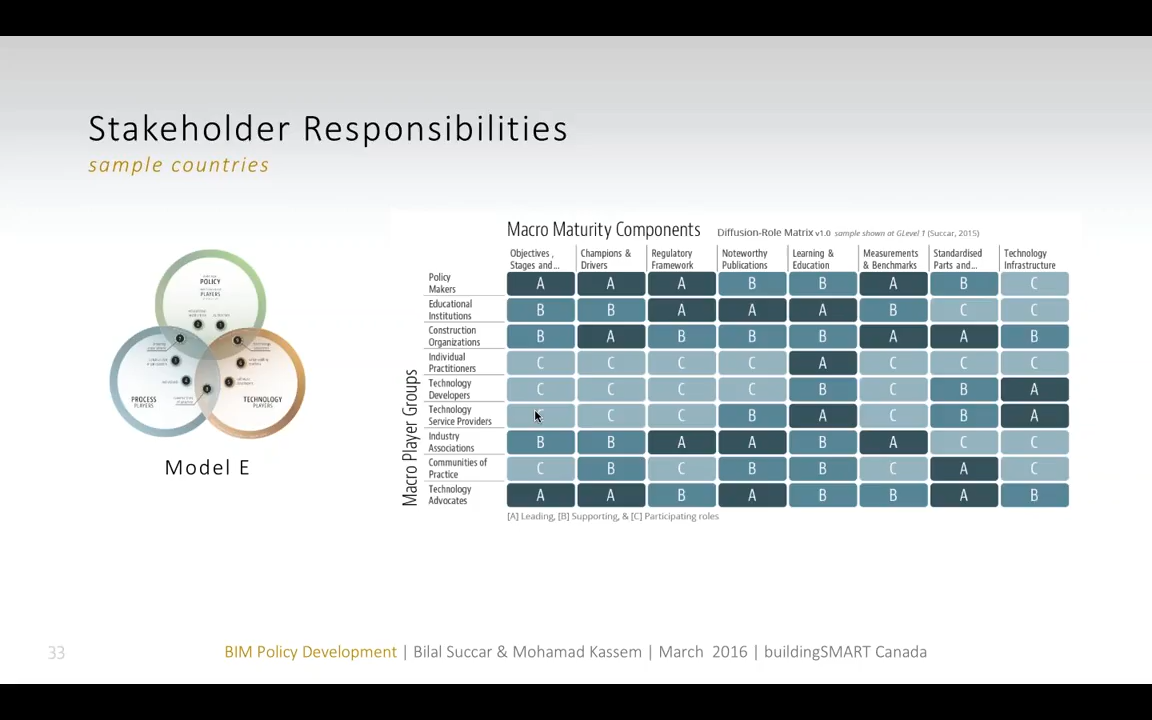 Stakeholder Responsibilities
sample countries
Macro Maturity Components Diffusion-Role Matrix v1.0 sample shown at GLevel 1 (Succar, 2015)
Objectives, Stages and... Champions & Drivers Regulatory Framework Noteworthy Publications Learning & Education Measurements & Benchmarks Standardised Parts and... Technology Infrastructure
Macro Player Groups
Policy Makers A A A B B A B C
Educational Institutions B B A A A B C C
Construction Organizations B A B B B A A B
Individual Practitioners C C C C A C C C
Technology Developers C C C C B C B A
Technology Service Providers C C C B A C B A
Industry Associations B B A A B A C C
Communities of Practice C B C B B C A C
Technology Advocates A A B A B B A B
[A] Leading, [B] Supporting, & [C] Participating roles
POLICY
PLAYERS
PROCESS
PLAYERS
TECHNOLOGY
PLAYERS
Model E
33
BIM Policy Development | Bilal Succar & Mohamad Kassem | March 2016 | buildingSMART Canada